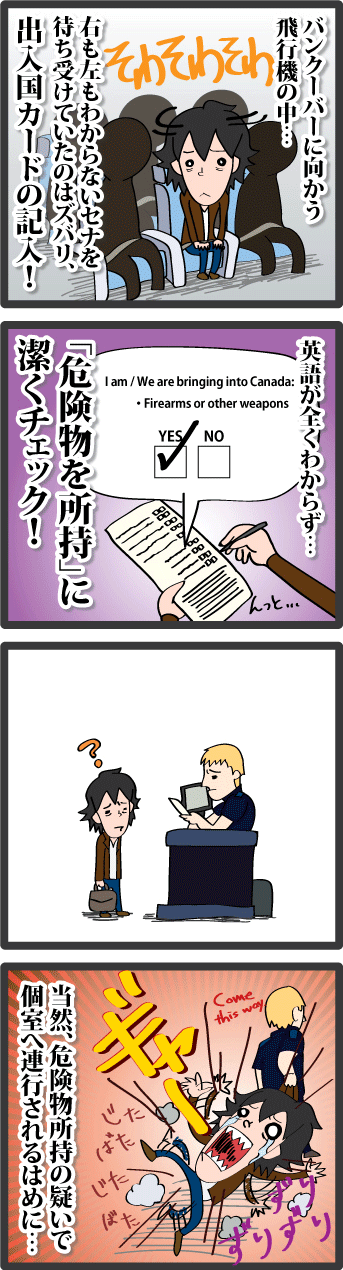 バンクーバーに向かう
飛行機の中…
そわそわそわ
右も左もわからないセナを
待ち受けていたのはズバリ、
出入国カードの記入！
英語が全くわからず…
I am / We are bringing into Canada:
• Firearms or other weapons
YES NO
んっと…
「危険物を所持」に
潔くチェック！
?
Come
this way
ギャー
じた
ばた
じた
ばた
ずり
ずりずり
当然、危険物所持の疑いで
個室へ連行されるはめに…